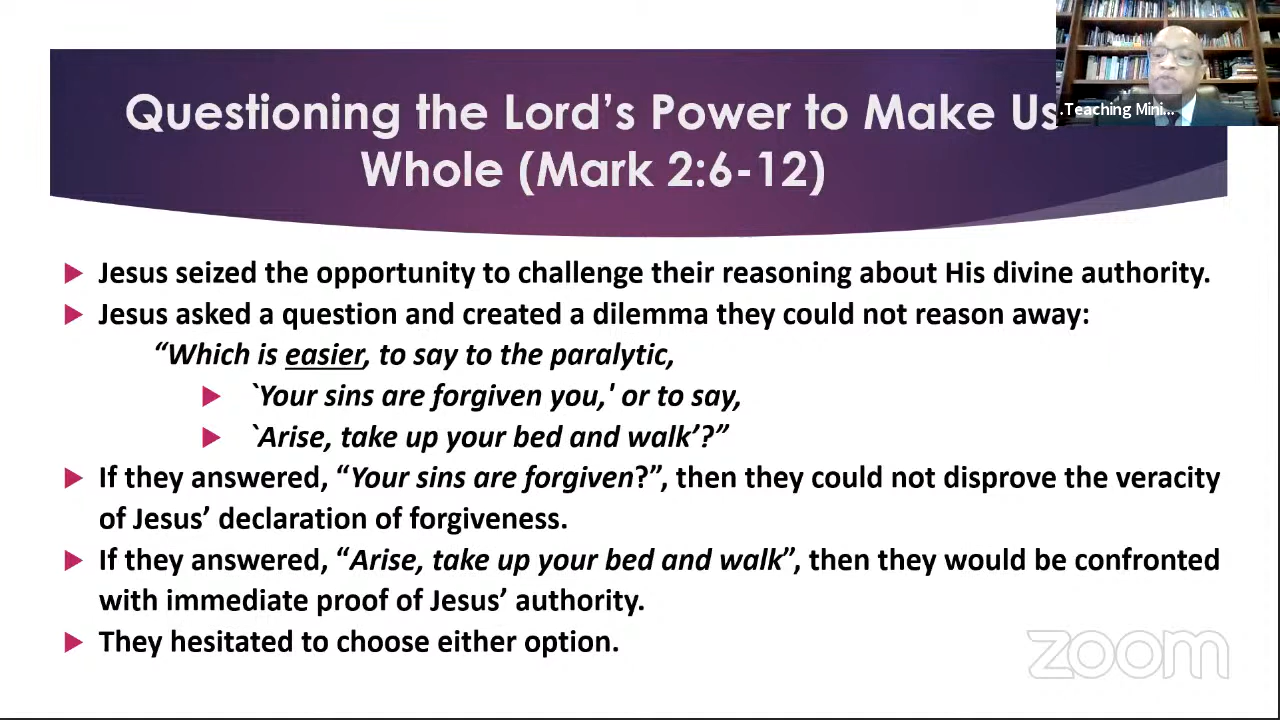 Questioning the Lord’s Power to Make Us
Whole (Mark 2:6-12)
.Teaching Mini...
Jesus seized the opportunity to challenge their reasoning about His divine authority.
Jesus asked a question and created a dilemma they could not reason away:
“Which is easier, to say to the paralytic,
`Your sins are forgiven you,' or to say,
`Arise, take up your bed and walk’?”
If they answered, “Your sins are forgiven?”, then they could not disprove the veracity
of Jesus’ declaration of forgiveness.
If they answered, “Arise, take up your bed and walk”, then they would be confronted
with immediate proof of Jesus’ authority.
They hesitated to choose either option.
zoom